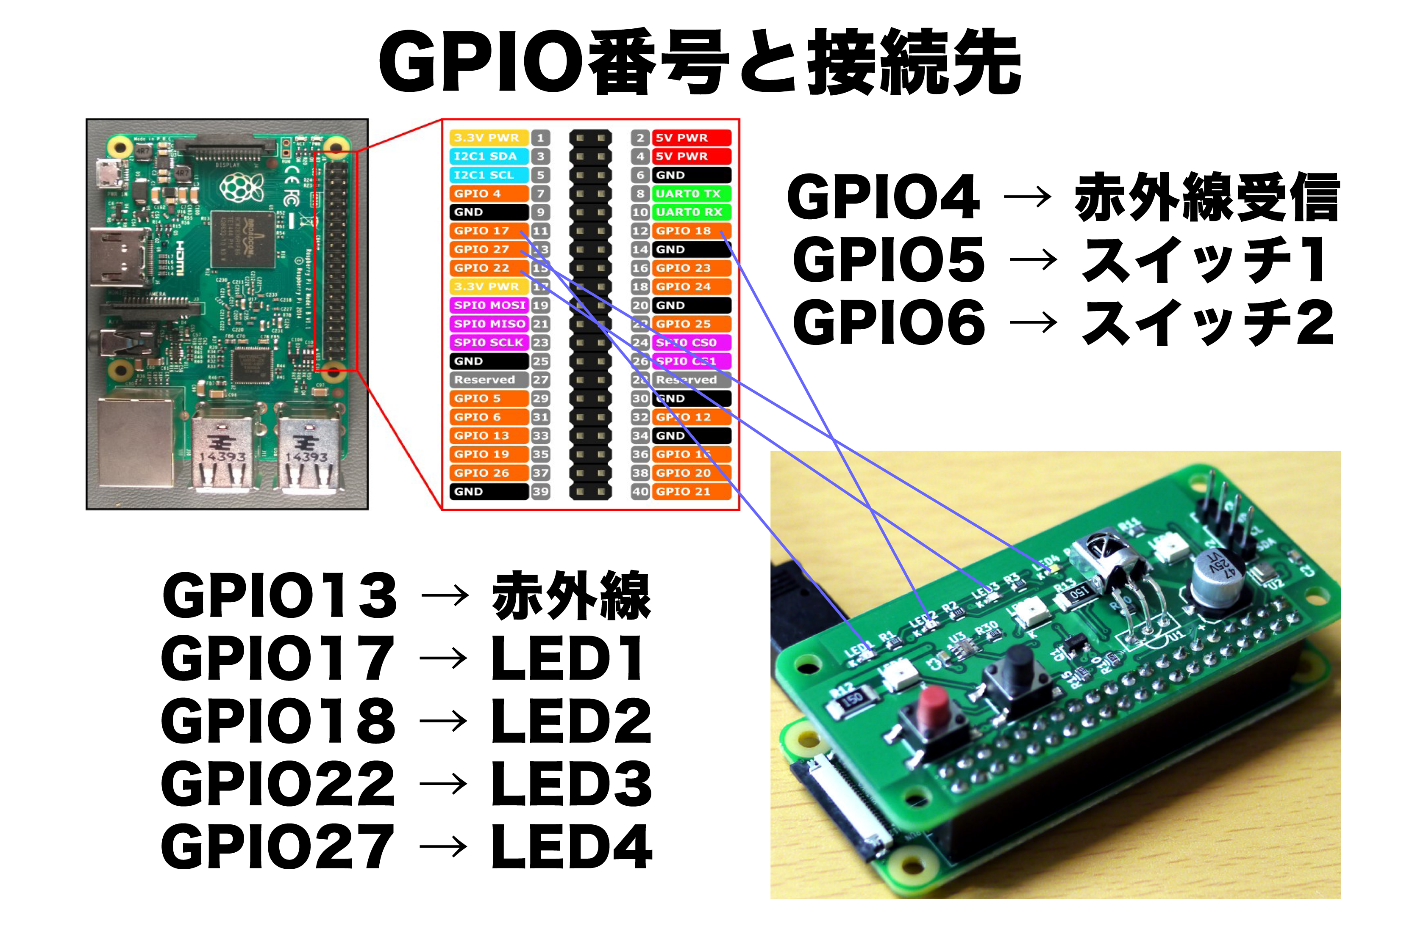 GPIO番号と接続先
3.3V PWR 1 2 5V PWR
I2C1 SDA 3 4 5V PWR
I2C1 SCL 5 6 GND
GPIO 4 7 8 UART0 TX
GND 9 10 UART0 RX
GPIO 17 11 12 GPIO 18
GPIO 27 13 14 GND
GPIO 22 15 16 GPIO 23
3.3V PWR 17 18 GPIO 24
SPI0 MOSI 19 20 GND
SPI0 MISO 21 22 GPIO 25
SPI0 SCLK 23 24 SPI0 CS0
GND 25 26 SPI0 CS1
Reserved 27 28 Reserved
GPIO 5 29 30 GND
GPIO 6 31 32 GPIO 12
GPIO 13 33 34 GND
GPIO 19 35 36 GPIO 16
GPIO 26 37 38 GPIO 20
GND 39 40 GPIO 21
GPIO4 → 赤外線受信
GPIO5 → スイッチ1
GPIO6 → スイッチ2
GPIO13 → 赤外線
GPIO17 → LED1
GPIO18 → LED2
GPIO22 → LED3
GPIO27 → LED4
DISPLAY
HDMI
CAMERA
14393
14393
LED1 R1
LED2 R2
LED3 R3
LED4
R12
150
U3
R30
R13
150
R11
U1
U2
47
25V
SDA